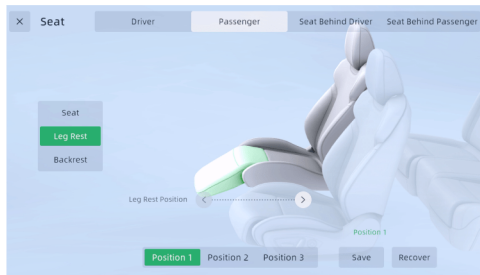 × Seat Driver Passenger Seat Behind Driver Seat Behind Passenger
Seat
Leg Rest
Backrest
Leg Rest Position
Position 1
Position 1 Position 2 Position 3 Save Recover